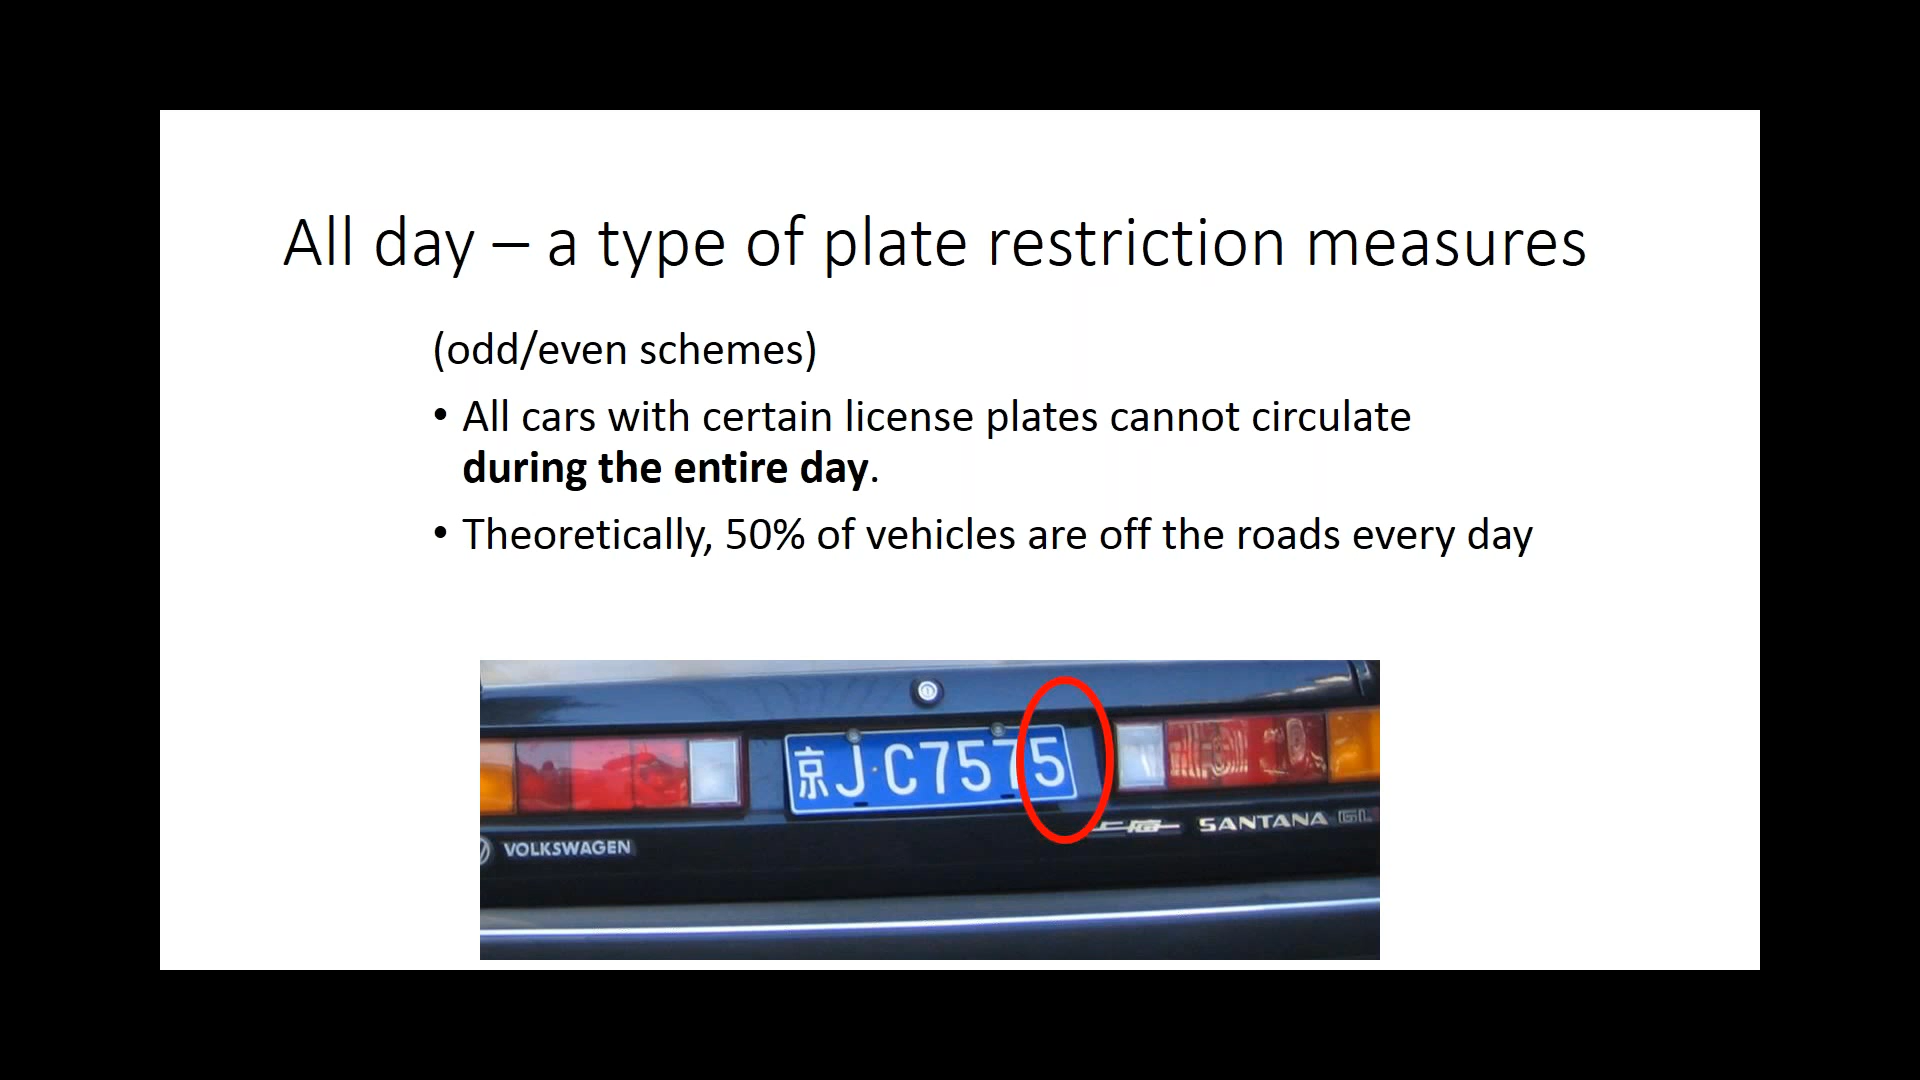 All day – a type of plate restriction measures
(odd/even schemes)
• All cars with certain license plates cannot circulate
during the entire day.
• Theoretically, 50% of vehicles are off the roads every day
京J·C7575
SANTANA GL
VOLKSWAGEN